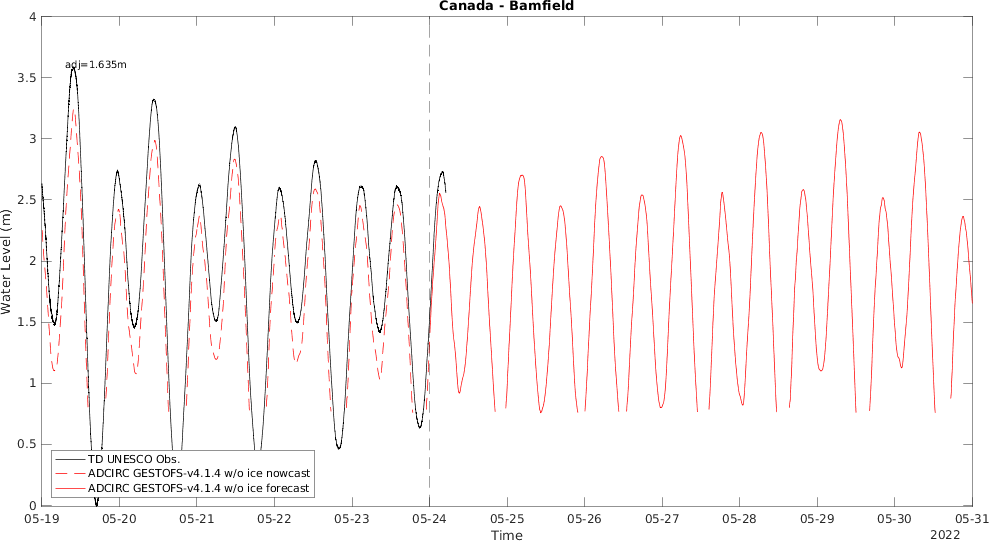 Canada - Bamfield
4
3.5
3
2.5
2
1.5
1
0.5
0
Water Level (m)
adj=1.635m
TD UNESCO Obs.
ADCIRC GESTOFS-v4.1.4 w/o ice nowcast
ADCIRC GESTOFS-v4.1.4 w/o ice forecast
05-19 05-20 05-21 05-22 05-23 05-24 05-25 05-26 05-27 05-28 05-29 05-30 05-31
Time
2022